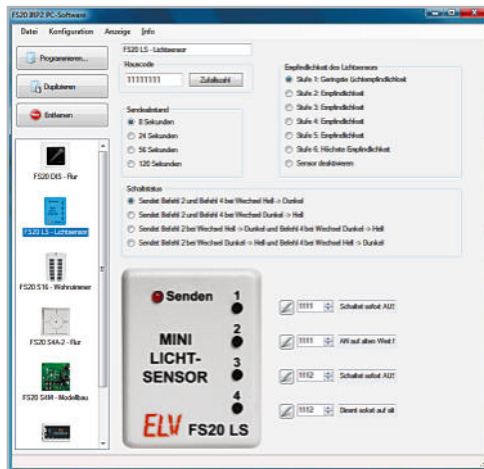 FS20 IRP2 PC-Software
Datei Konfiguration Anzeige Info
Programmieren...
Duplizieren
Entfernen
FS20 DIS - Flur
FS20 LS - Lichtsensor
FS20 S16 - Wohnzimmer
FS20 S4A-2 - Flur
FS20 S4M - Modellbau
FS20 LS - Lichtsensor
Hauscode
11111111 Zufallszahl
Sendeabstand
8 Sekunden
24 Sekunden
56 Sekunden
120 Sekunden
Empfindlichkeit des Lichtsensors
Stufe 1: Geringste Lichtempfindlichkeit
Stufe 2: Empfindlichkeit
Stufe 3: Empfindlichkeit
Stufe 4: Empfindlichkeit
Stufe 5: Empfindlichkeit
Stufe 6: Höchste Empfindlichkeit
Sensor deaktivieren
Schaltstatus
Sendet Befehl 2 und Befehl 4 bei Wechsel Hell -> Dunkel
Sendet Befehl 2 und Befehl 4 bei Wechsel Dunkel -> Hell
Sendet Befehl 2 bei Wechsel Hell -> Dunkel und Befehl 4 bei Wechsel Dunkel -> Hell
Sendet Befehl 2 bei Wechsel Dunkel -> Hell und Befehl 4 bei Wechsel Hell -> Dunkel
Senden
1
2
3
4
MINI
LICHT-
SENSOR
ELV FS20 LS
1111 Schaltet sofort AUS
1111 AN auf alten Wert f
1112 Schaltet sofort AUS
1112 Dimmt sofort auf alt